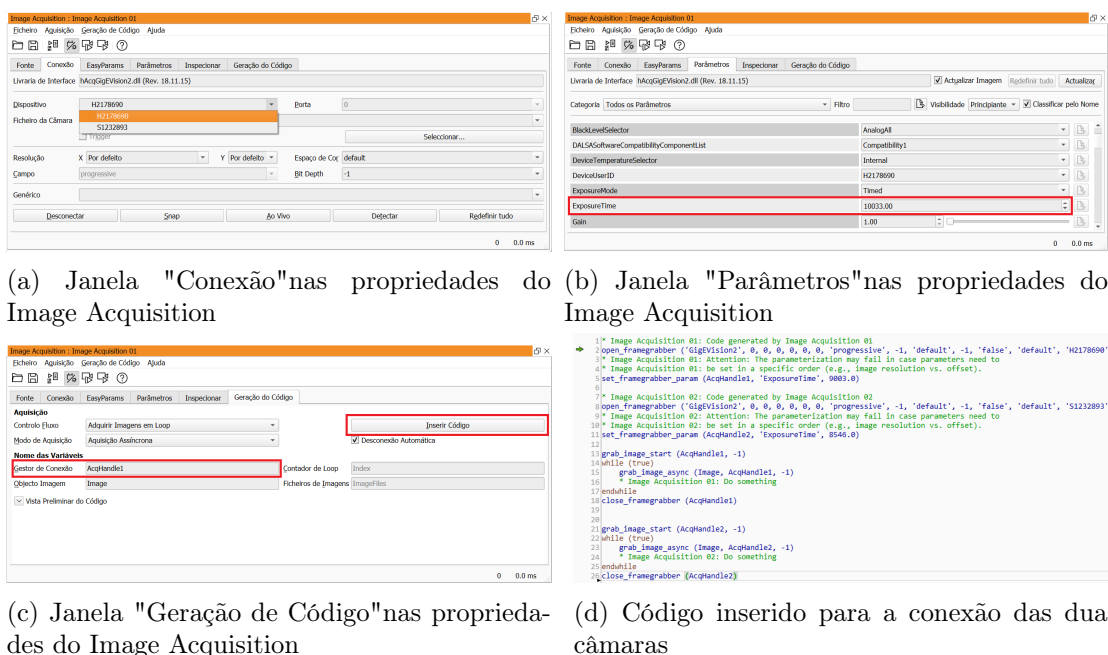 Image Acquisition : Image Acquisition 01
Ficheiro Aquisição Geração de Código Ajuda
Fonte Conexão EasyParams Parâmetros Inspecionar Geração do Código
Livraria de Interface hAcqGigEVision2.dll (Rev. 18.11.15)
Dispositivo H2178690 Porta 0
H2178690
Ficheiro da Câmara
S1232893
Trigger Selecionar...
Resolução X Por defeito Y Por defeito Espaço de Cor default
Campo progressive Bit Depth -1
Genérico
Desconectar Snap Ao Vivo Detectar Redefinir tudo
0 0.0 ms
(a) Janela "Conexão"nas propriedades do
Image Acquisition
Image Acquisition : Image Acquisition 01
Ficheiro Aquisição Geração de Código Ajuda
Fonte Conexão EasyParams Parâmetros Inspecionar Geração do Código
Livraria de Interface hAcqGigEVision2.dll (Rev. 18.11.15) Actualizar Imagem Redefinir tudo Actualizar
Categoria Todos os Parâmetros Filtro Visibilidade Principiante Classificar pelo Nome
BlackLevelSelector AnalogAll
DALSASoftwareCompatibilityComponentList Compatibility1
DeviceTemperatureSelector Internal
DeviceUserID H2178690
ExposureMode Timed
ExposureTime 10033.00
Gain 1.00
0 0.0 ms
(b) Janela "Parâmetros"nas propriedades do
Image Acquisition
Image Acquisition : Image Acquisition 01
Ficheiro Aquisição Geração de Código Ajuda
Fonte Conexão EasyParams Parâmetros Inspecionar Geração do Código
Aquisição
Controlo Fluxo Adquirir Imagens em Loop Inserir Código
Modo de Aquisição Aquisição Assíncrona Desconexão Automática
Nome das Variáveis
Gestor de Conexão AcqHandle1 Contador de Loop Index
Objecto Imagem Image Ficheiros de Imagens ImageFiles
Vista Preliminar do Código
0 0.0 ms
(c) Janela "Geração de Código"nas proprieda-
des do Image Acquisition
1 * Image Acquisition 01: Code generated by Image Acquisition 01
2 open_framegrabber ('GigEVision2', 0, 0, 0, 0, 0, 0, 'progressive', -1, 'default', -1, 'false', 'default', 'H2178690'
3 * Image Acquisition 01: Attention: The parameterization may fail in case parameters need to
4 * Image Acquisition 01: be set in a specific order (e.g., image resolution vs. offset).
5 set_framegrabber_param (AcqHandle1, 'ExposureTime', 9003.0)
6
7 * Image Acquisition 02: Code generated by Image Acquisition 02
8 open_framegrabber ('GigEVision2', 0, 0, 0, 0, 0, 0, 'progressive', -1, 'default', -1, 'false', 'default', 'S1232893'
9 * Image Acquisition 02: Attention: The parameterization may fail in case parameters need to
10 * Image Acquisition 02: be set in a specific order (e.g., image resolution vs. offset).
11 set_framegrabber_param (AcqHandle2, 'ExposureTime', 8546.0)
12
13 grab_image_start (AcqHandle1, -1)
14 while (true)
15 grab_image_async (Image, AcqHandle1, -1)
16 * Image Acquisition 01: Do something
17 endwhile
18 close_framegrabber (AcqHandle1)
19
20
21 grab_image_start (AcqHandle2, -1)
22 while (true)
23 grab_image_async (Image, AcqHandle2, -1)
24 * Image Acquisition 02: Do something
25 endwhile
26 close_framegrabber (AcqHandle2)
(d) Código inserido para a conexão das dua
câmaras